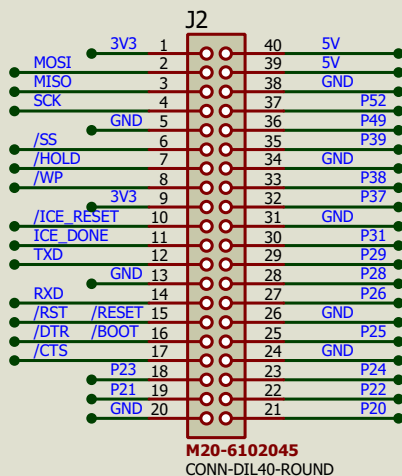 J2
3V3 1 40 5V
MOSI 2 39 5V
MISO 3 38 GND
SCK 4 37 P52
GND 5 36 P49
/SS 6 35 P39
/HOLD 7 34 GND
/WP 8 33 P38
3V3 9 32 P37
/ICE_RESET 10 31 GND
ICE_DONE 11 30 P31
TXD 12 29 P29
GND 13 28 P28
RXD 14 27 P26
/RST /RESET 15 26 GND
/DTR /BOOT 16 25 P25
/CTS 17 24 GND
P23 18 23 P24
P21 19 22 P22
GND 20 21 P20
M20-6102045
CONN-DIL40-ROUND